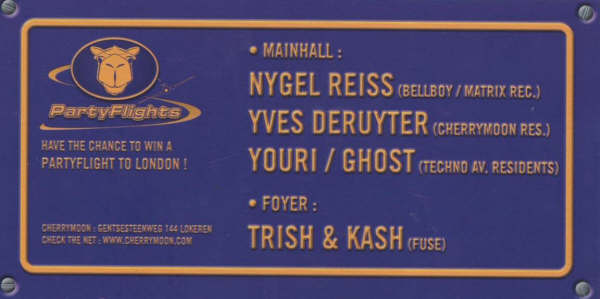 PartyFlights
HAVE THE CHANCE TO WIN A
PARTYFLIGHT TO LONDON !
CHERRYMOON : GENTSESTEENWEG 144 LOKEREN
CHECK THE NET : WWW.CHERRYMOON.COM
• MAINHALL :
NYGEL REISS (BELLBOY / MATRIX REC.)
YVES DERUYTER (CHERRYMOON RES.)
YOURI / GHOST (TECHNO AV. RESIDENTS)
• FOYER :
TRISH & KASH (FUSE)